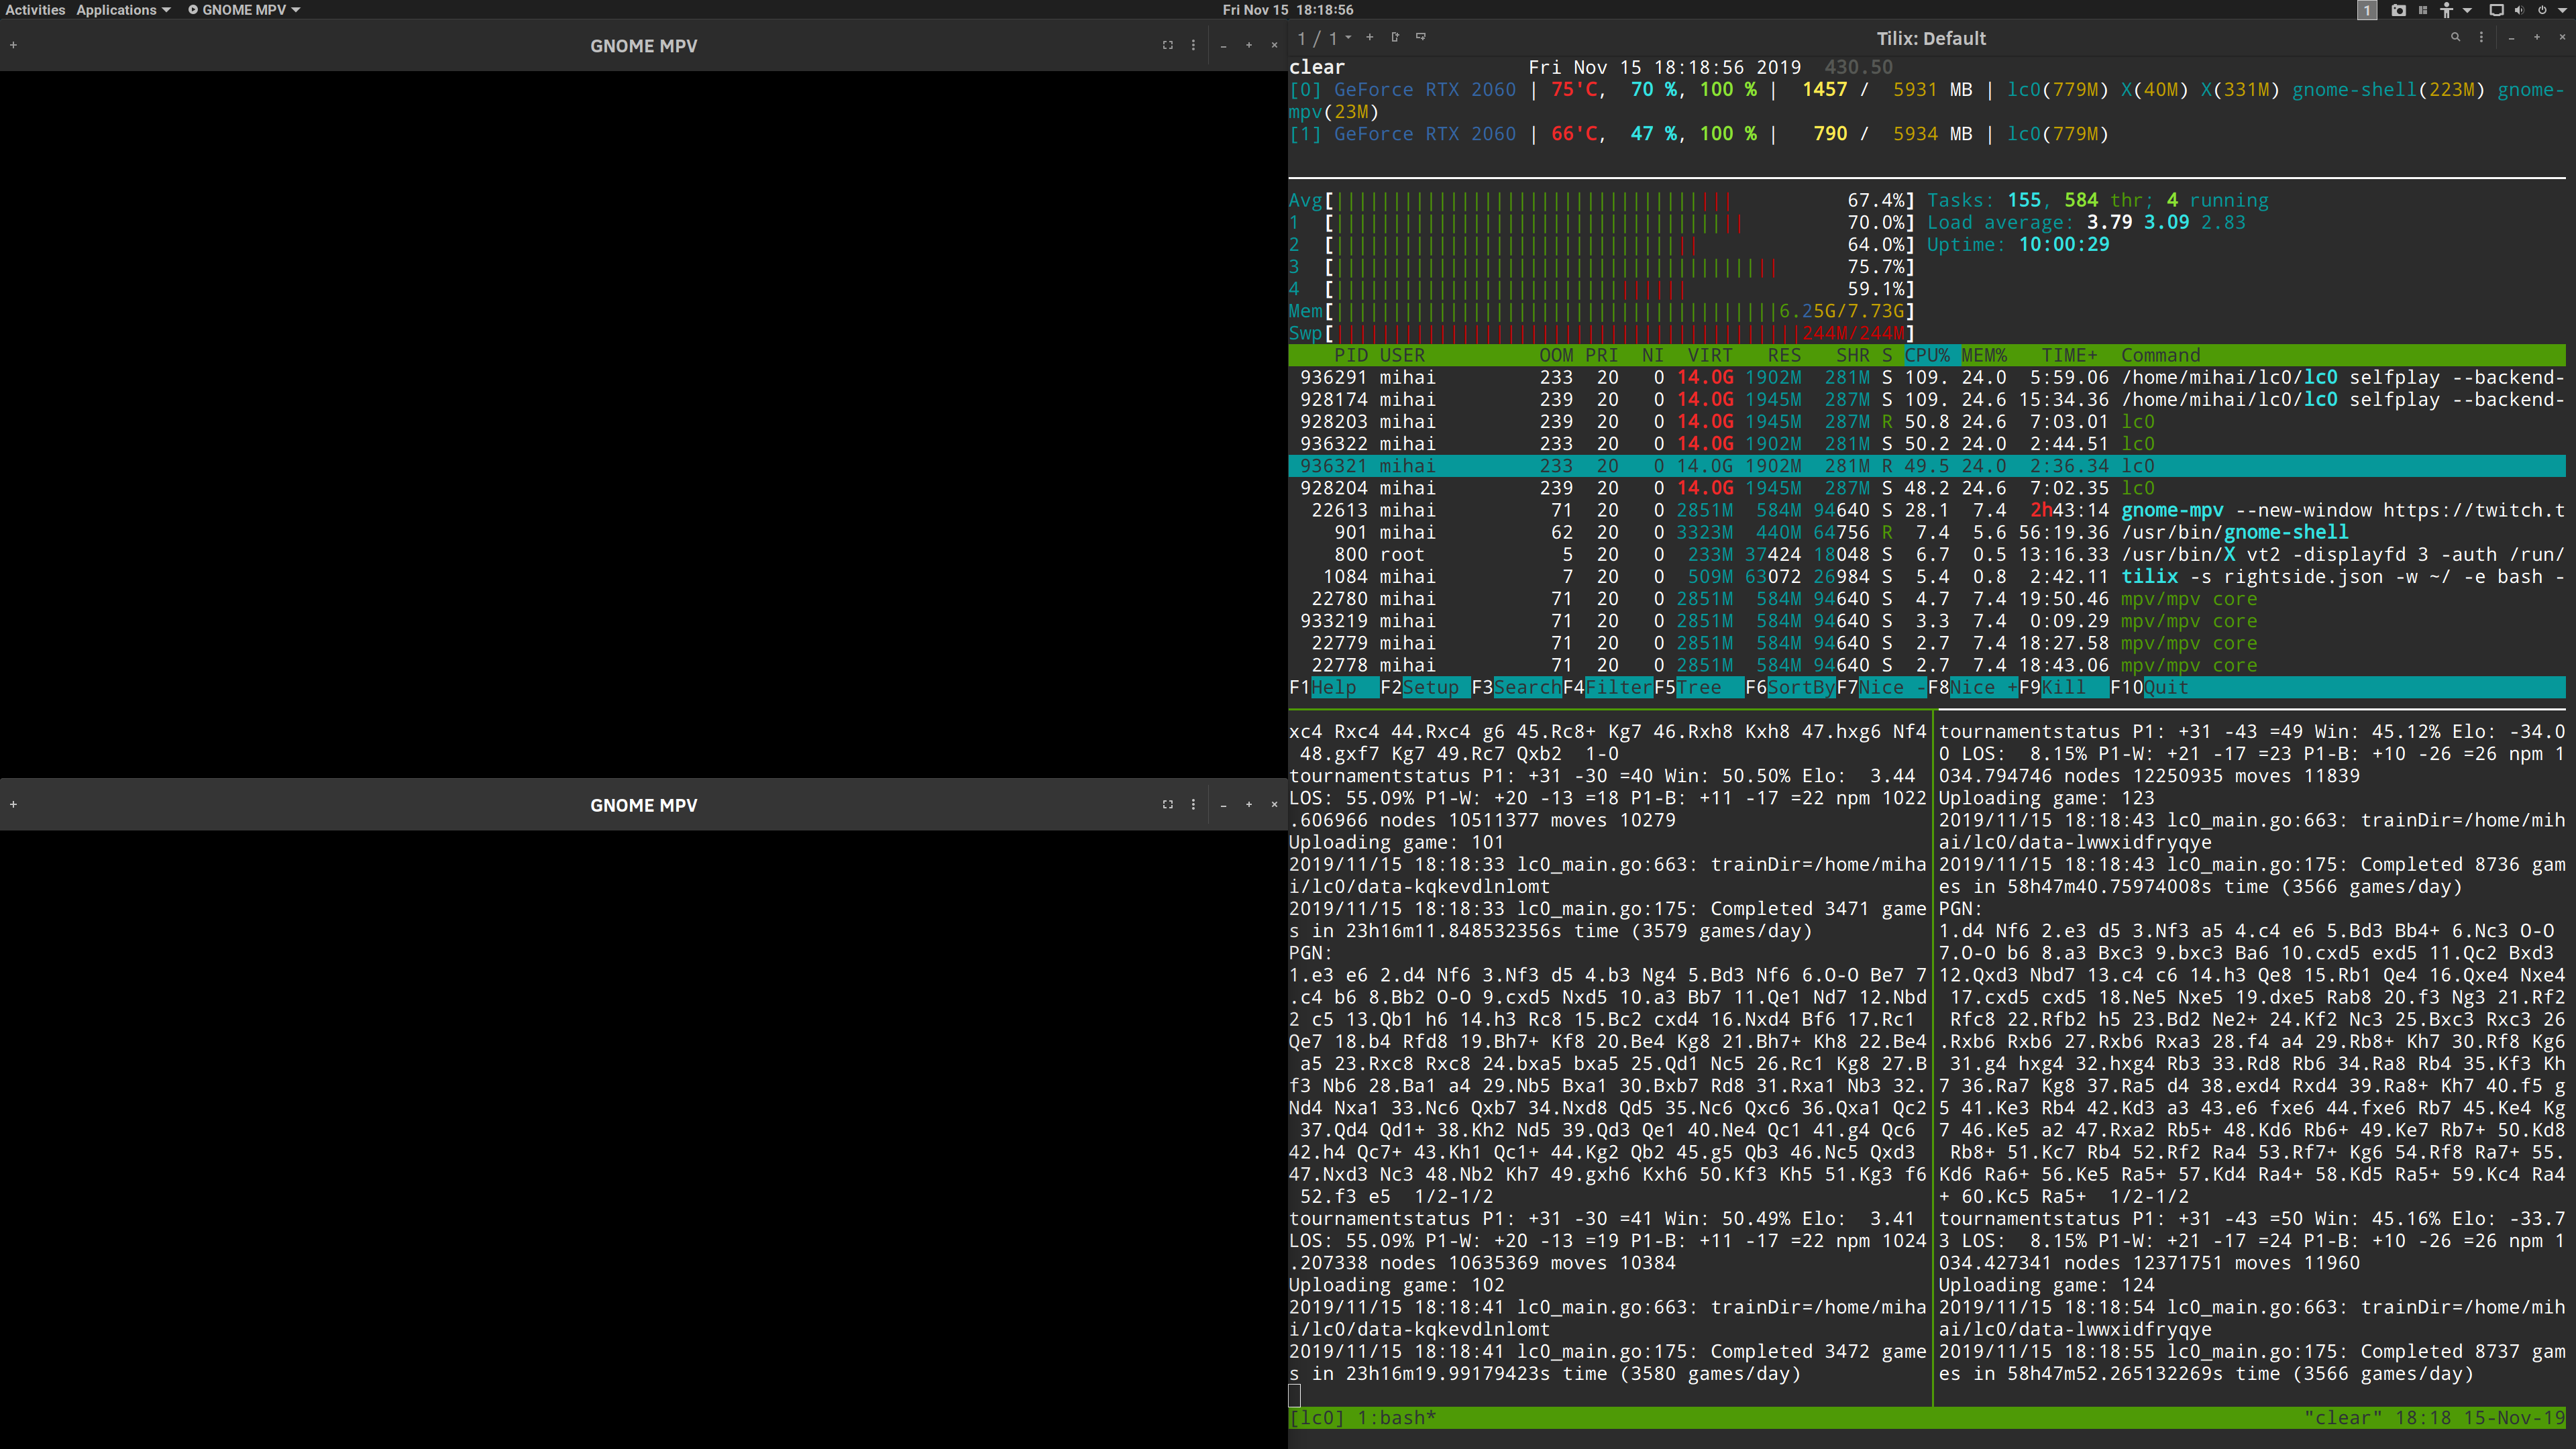 Activities Applications GNOME MPV Fri Nov 15 18:18:56 1
GNOME MPV
GNOME MPV
1 / 1 Tilix: Default
clear Fri Nov 15 18:18:56 2019 430.50
[0] GeForce RTX 2060 | 75'C, 70 %, 100 % | 1457 / 5931 MB | lc0(779M) X(40M) X(331M) gnome-shell(223M) gnome-
mpv(23M)
[1] GeForce RTX 2060 | 66'C, 47 %, 100 % | 790 / 5934 MB | lc0(779M)
Avg[ 67.4%] Tasks: 155, 584 thr; 4 running
1 [ 70.0%] Load average: 3.79 3.09 2.83
2 [ 64.0%] Uptime: 10:00:29
3 [ 75.7%]
4 [ 59.1%]
Mem[ 6.25G/7.73G]
Swp[ 244M/244M]
PID USER OOM PRI NI VIRT RES SHR S CPU% MEM% TIME+ Command
936291 mihai 233 20 0 14.0G 1902M 281M S 109. 24.0 5:59.06 /home/mihai/lc0/lc0 selfplay --backend-
928174 mihai 239 20 0 14.0G 1945M 287M S 109. 24.6 15:34.36 /home/mihai/lc0/lc0 selfplay --backend-
928203 mihai 239 20 0 14.0G 1945M 287M R 50.8 24.6 7:03.01 lc0
936322 mihai 233 20 0 14.0G 1902M 281M S 50.2 24.0 2:44.51 lc0
936321 mihai 233 20 0 14.0G 1902M 281M R 49.5 24.0 2:36.34 lc0
928204 mihai 239 20 0 14.0G 1945M 287M S 48.2 24.6 7:02.35 lc0
22613 mihai 71 20 0 2851M 584M 94640 S 28.1 7.4 2h43:14 gnome-mpv --new-window https://twitch.t
901 mihai 62 20 0 3323M 440M 64756 R 7.4 5.6 56:19.36 /usr/bin/gnome-shell
800 root 5 20 0 233M 37424 18048 S 6.7 0.5 13:16.33 /usr/bin/X vt2 -displayfd 3 -auth /run/
1084 mihai 7 20 0 509M 63072 26984 S 5.4 0.8 2:42.11 tilix -s rightside.json -w ~/ -e bash -
22780 mihai 71 20 0 2851M 584M 94640 S 4.7 7.4 19:50.46 mpv/mpv core
933219 mihai 71 20 0 2851M 584M 94640 S 3.3 7.4 0:09.29 mpv/mpv core
22779 mihai 71 20 0 2851M 584M 94640 S 2.7 7.4 18:27.58 mpv/mpv core
22778 mihai 71 20 0 2851M 584M 94640 S 2.7 7.4 18:43.06 mpv/mpv core
F1Help F2Setup F3SearchF4FilterF5Tree F6SortByF7Nice -F8Nice +F9Kill F10Quit
xc4 Rxc4 44.Rxc4 g6 45.Rc8+ Kg7 46.Rxh8 Kxh8 47.hxg6 Nf4
48.gxf7 Kg7 49.Rc7 Qxb2 1-0
tournamentstatus P1: +31 -30 =40 Win: 50.50% Elo: 3.44
LOS: 55.09% P1-W: +20 -13 =18 P1-B: +11 -17 =22 npm 1022
.606966 nodes 10511377 moves 10279
Uploading game: 101
2019/11/15 18:18:33 lc0_main.go:663: trainDir=/home/miha
i/lc0/data-kqkevdlnlomt
2019/11/15 18:18:33 lc0_main.go:175: Completed 3471 game
s in 23h16m11.848532356s time (3579 games/day)
PGN:
1.e3 e6 2.d4 Nf6 3.Nf3 d5 4.b3 Ng4 5.Bd3 Nf6 6.O-O Be7 7
.c4 b6 8.Bb2 O-O 9.cxd5 Nxd5 10.a3 Bb7 11.Qe1 Nd7 12.Nbd
2 c5 13.Qb1 h6 14.h3 Rc8 15.Bc2 cxd4 16.Nxd4 Bf6 17.Rc1
Qe7 18.b4 Rfd8 19.Bh7+ Kf8 20.Be4 Kg8 21.Bh7+ Kh8 22.Be4
a5 23.Rxc8 Rxc8 24.bxa5 bxa5 25.Qd1 Nc5 26.Rc1 Kg8 27.B
f3 Nb6 28.Ba1 a4 29.Nb5 Bxa1 30.Bxb7 Rd8 31.Rxa1 Nb3 32.
Nd4 Nxa1 33.Nc6 Qxb7 34.Nxd8 Qd5 35.Nc6 Qxc6 36.Qxa1 Qc2
37.Qd4 Qd1+ 38.Kh2 Nd5 39.Qd3 Qe1 40.Ne4 Qc1 41.g4 Qc6
42.h4 Qc7+ 43.Kh1 Qc1+ 44.Kg2 Qb2 45.g5 Qb3 46.Nc5 Qxd3
47.Nxd3 Nc3 48.Nb2 Kh7 49.gxh6 Kxh6 50.Kf3 Kh5 51.Kg3 f6
52.f3 e5 1/2-1/2
tournamentstatus P1: +31 -30 =41 Win: 50.49% Elo: 3.41
LOS: 55.09% P1-W: +20 -13 =19 P1-B: +11 -17 =22 npm 1024
.207338 nodes 10635369 moves 10384
Uploading game: 102
2019/11/15 18:18:41 lc0_main.go:663: trainDir=/home/miha
i/lc0/data-kqkevdlnlomt
2019/11/15 18:18:41 lc0_main.go:175: Completed 3472 game
s in 23h16m19.99179423s time (3580 games/day)
tournamentstatus P1: +31 -43 =49 Win: 45.12% Elo: -34.0
0 LOS: 8.15% P1-W: +21 -17 =23 P1-B: +10 -26 =26 npm 1
034.794746 nodes 12250935 moves 11839
Uploading game: 123
2019/11/15 18:18:43 lc0_main.go:663: trainDir=/home/mih
ai/lc0/data-lwwxidfryqye
2019/11/15 18:18:43 lc0_main.go:175: Completed 8736 gam
es in 58h47m40.75974008s time (3566 games/day)
PGN:
1.d4 Nf6 2.e3 d5 3.Nf3 a5 4.c4 e6 5.Bd3 Bb4+ 6.Nc3 O-O
7.O-O b6 8.a3 Bxc3 9.bxc3 Ba6 10.cxd5 exd5 11.Qc2 Bxd3
12.Qxd3 Nbd7 13.c4 c6 14.h3 Qe8 15.Rb1 Qe4 16.Qxe4 Nxe4
17.cxd5 cxd5 18.Ne5 Nxe5 19.dxe5 Rab8 20.f3 Ng3 21.Rf2
Rfc8 22.Rfb2 h5 23.Bd2 Ne2+ 24.Kf2 Nc3 25.Bxc3 Rxc3 26
.Rxb6 Rxb6 27.Rxb6 Rxa3 28.f4 a4 29.Rb8+ Kh7 30.Rf8 Kg6
31.g4 hxg4 32.hxg4 Rb3 33.Rd8 Rb6 34.Ra8 Rb4 35.Kf3 Kh
7 36.Ra7 Kg8 37.Ra5 d4 38.exd4 Rxd4 39.Ra8+ Kh7 40.f5 g
5 41.Ke3 Rb4 42.Kd3 a3 43.e6 fxe6 44.fxe6 Rb7 45.Ke4 Kg
7 46.Ke5 a2 47.Rxa2 Rb5+ 48.Kd6 Rb6+ 49.Ke7 Rb7+ 50.Kd8
Rb8+ 51.Kc7 Rb4 52.Rf2 Ra4 53.Rf7+ Kg6 54.Rf8 Ra7+ 55.
Kd6 Ra6+ 56.Ke5 Ra5+ 57.Kd4 Ra4+ 58.Kd5 Ra5+ 59.Kc4 Ra4
+ 60.Kc5 Ra5+ 1/2-1/2
tournamentstatus P1: +31 -43 =50 Win: 45.16% Elo: -33.7
3 LOS: 8.15% P1-W: +21 -17 =24 P1-B: +10 -26 =26 npm 1
034.427341 nodes 12371751 moves 11960
Uploading game: 124
2019/11/15 18:18:54 lc0_main.go:663: trainDir=/home/mih
ai/lc0/data-lwwxidfryqye
2019/11/15 18:18:55 lc0_main.go:175: Completed 8737 gam
es in 58h47m52.265132269s time (3566 games/day)
[lc0] 1:bash* "clear" 18:18 15-Nov-19